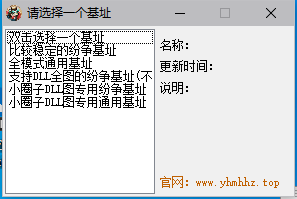 请选择一个基址
双击选择一个基址
比较稳定的纷争基址
全模式通用基址
支持DLL全图的纷争基址(不
小圈子DLL图专用纷争基址
小圈子DLL图专用通用基址
名称：
更新时间：
说明：
官网：www.yhmhhz.top